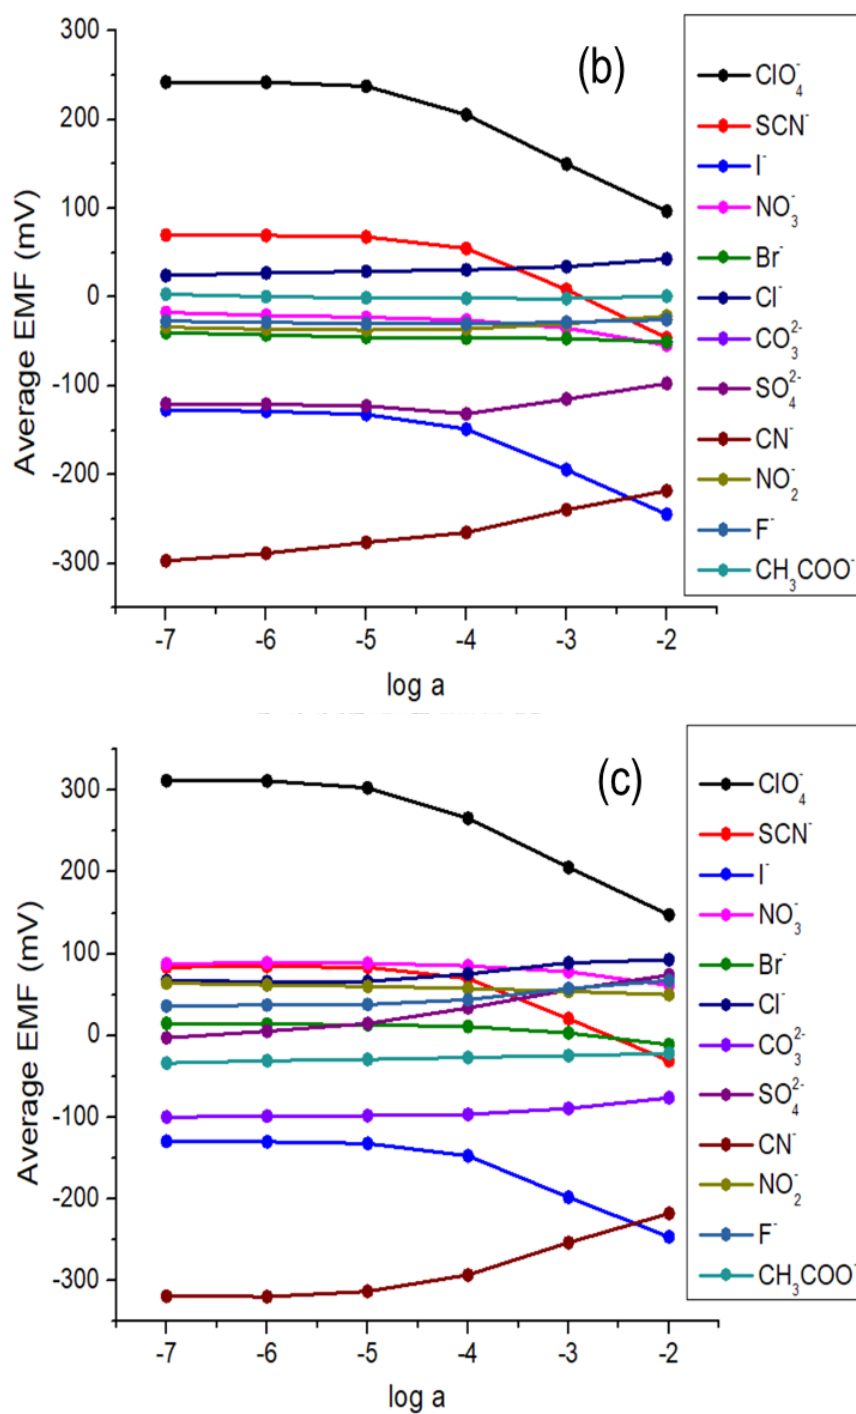 (b)
Average EMF (mV)
300
200
100
0
-100
-200
-300
-7 -6 -5 -4 -3 -2
log a
ClO₄⁻
SCN⁻
I⁻
NO₃⁻
Br⁻
Cl⁻
CO₃²⁻
SO₄²⁻
CN⁻
NO₂⁻
F⁻
CH₃COO⁻
(c)
Average EMF (mV)
300
200
100
0
-100
-200
-300
-7 -6 -5 -4 -3 -2
log a
ClO₄⁻
SCN⁻
I⁻
NO₃⁻
Br⁻
Cl⁻
CO₃²⁻
SO₄²⁻
CN⁻
NO₂⁻
F⁻
CH₃COO⁻